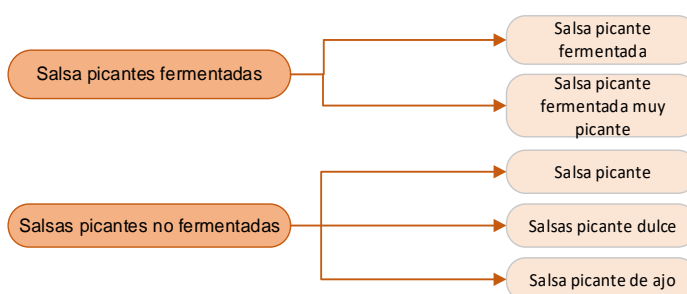 Salsa picante
fermentada
Salsa picantes fermentadas
Salsa picante
fermentada muy
picante
Salsa picante
Salsas picantes no fermentadas
Salsas picante dulce
Salsa picante de ajo